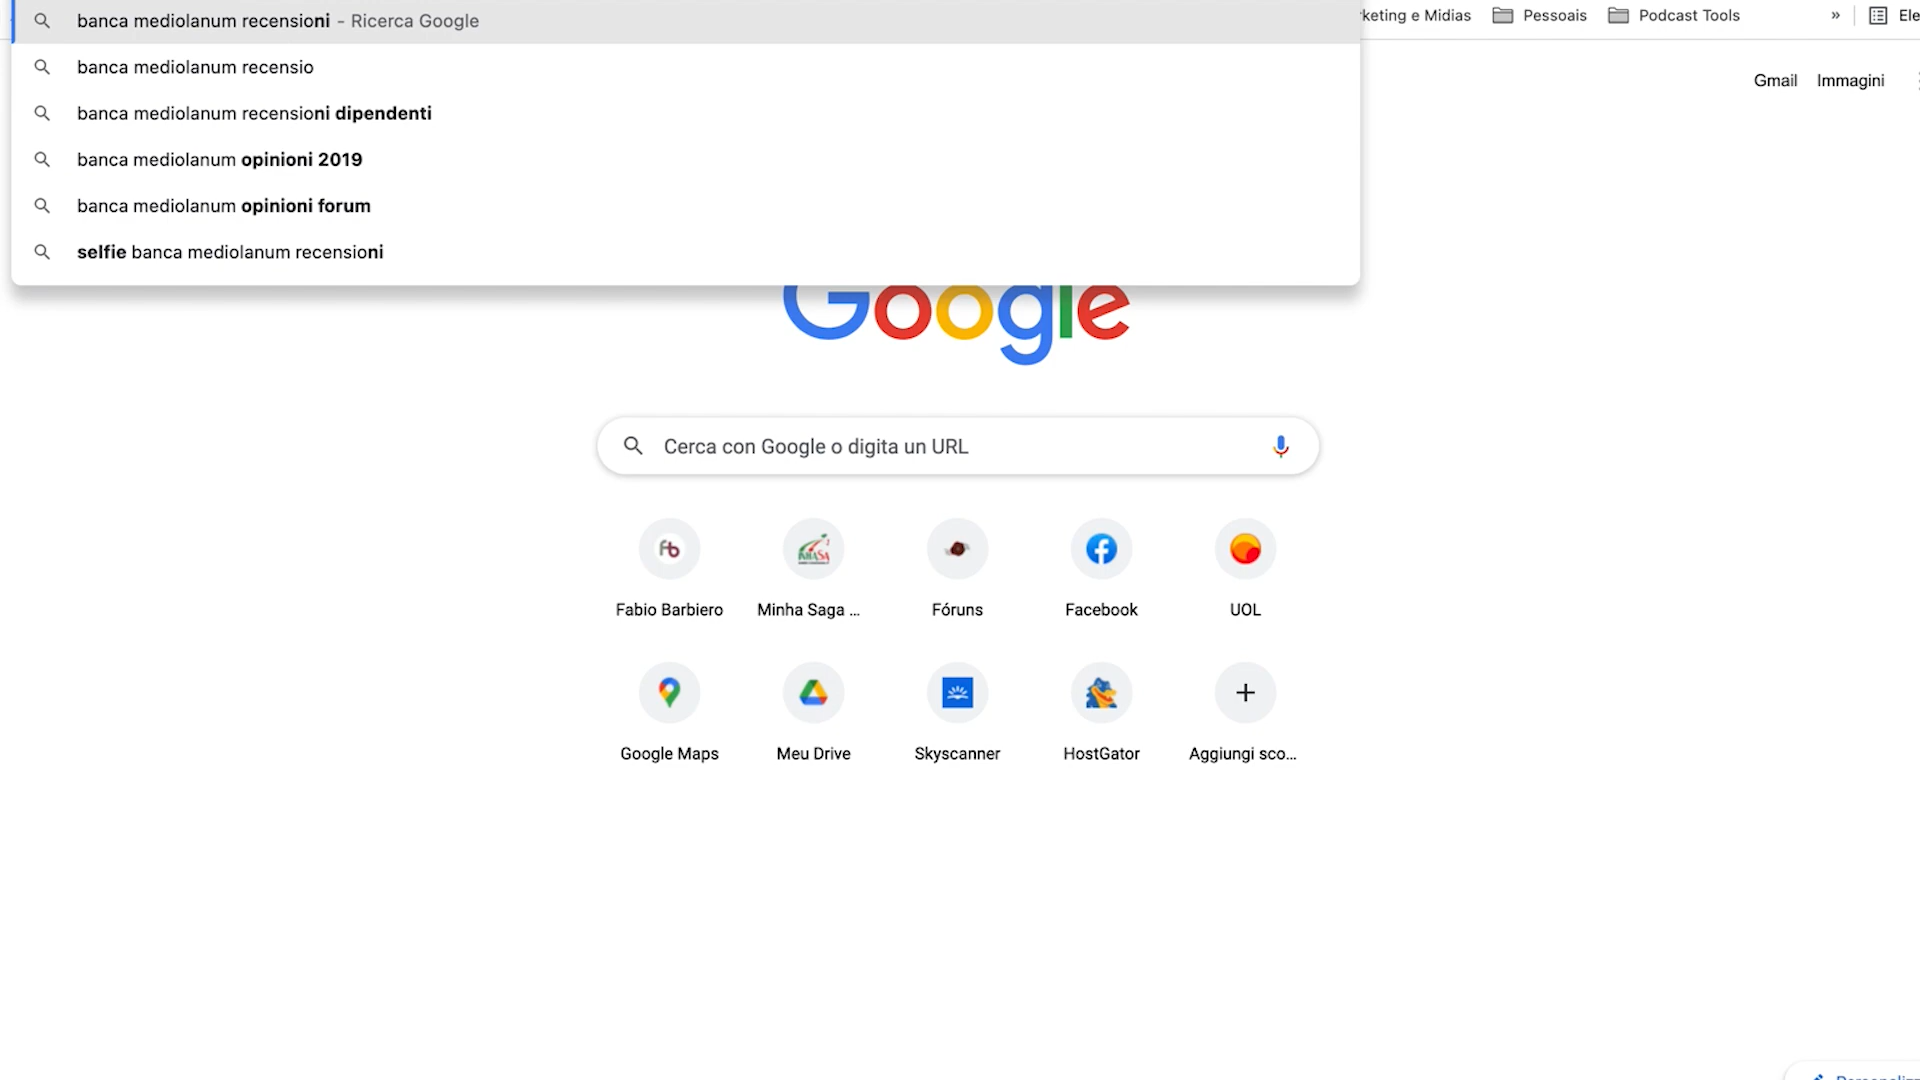 banca mediolanum recensioni - Ricerca Google
keting e Midias Pessoais Podcast Tools » Ele
banca mediolanum recensio
Gmail Immagini
banca mediolanum recensioni dipendenti
banca mediolanum opinioni 2019
banca mediolanum opinioni forum
selfie banca mediolanum recensioni
Google
Cerca con Google o digita un URL
Fabio Barbiero Minha Saga ... Fóruns Facebook UOL
Google Maps Meu Drive Skyscanner HostGator Aggiungi sco...